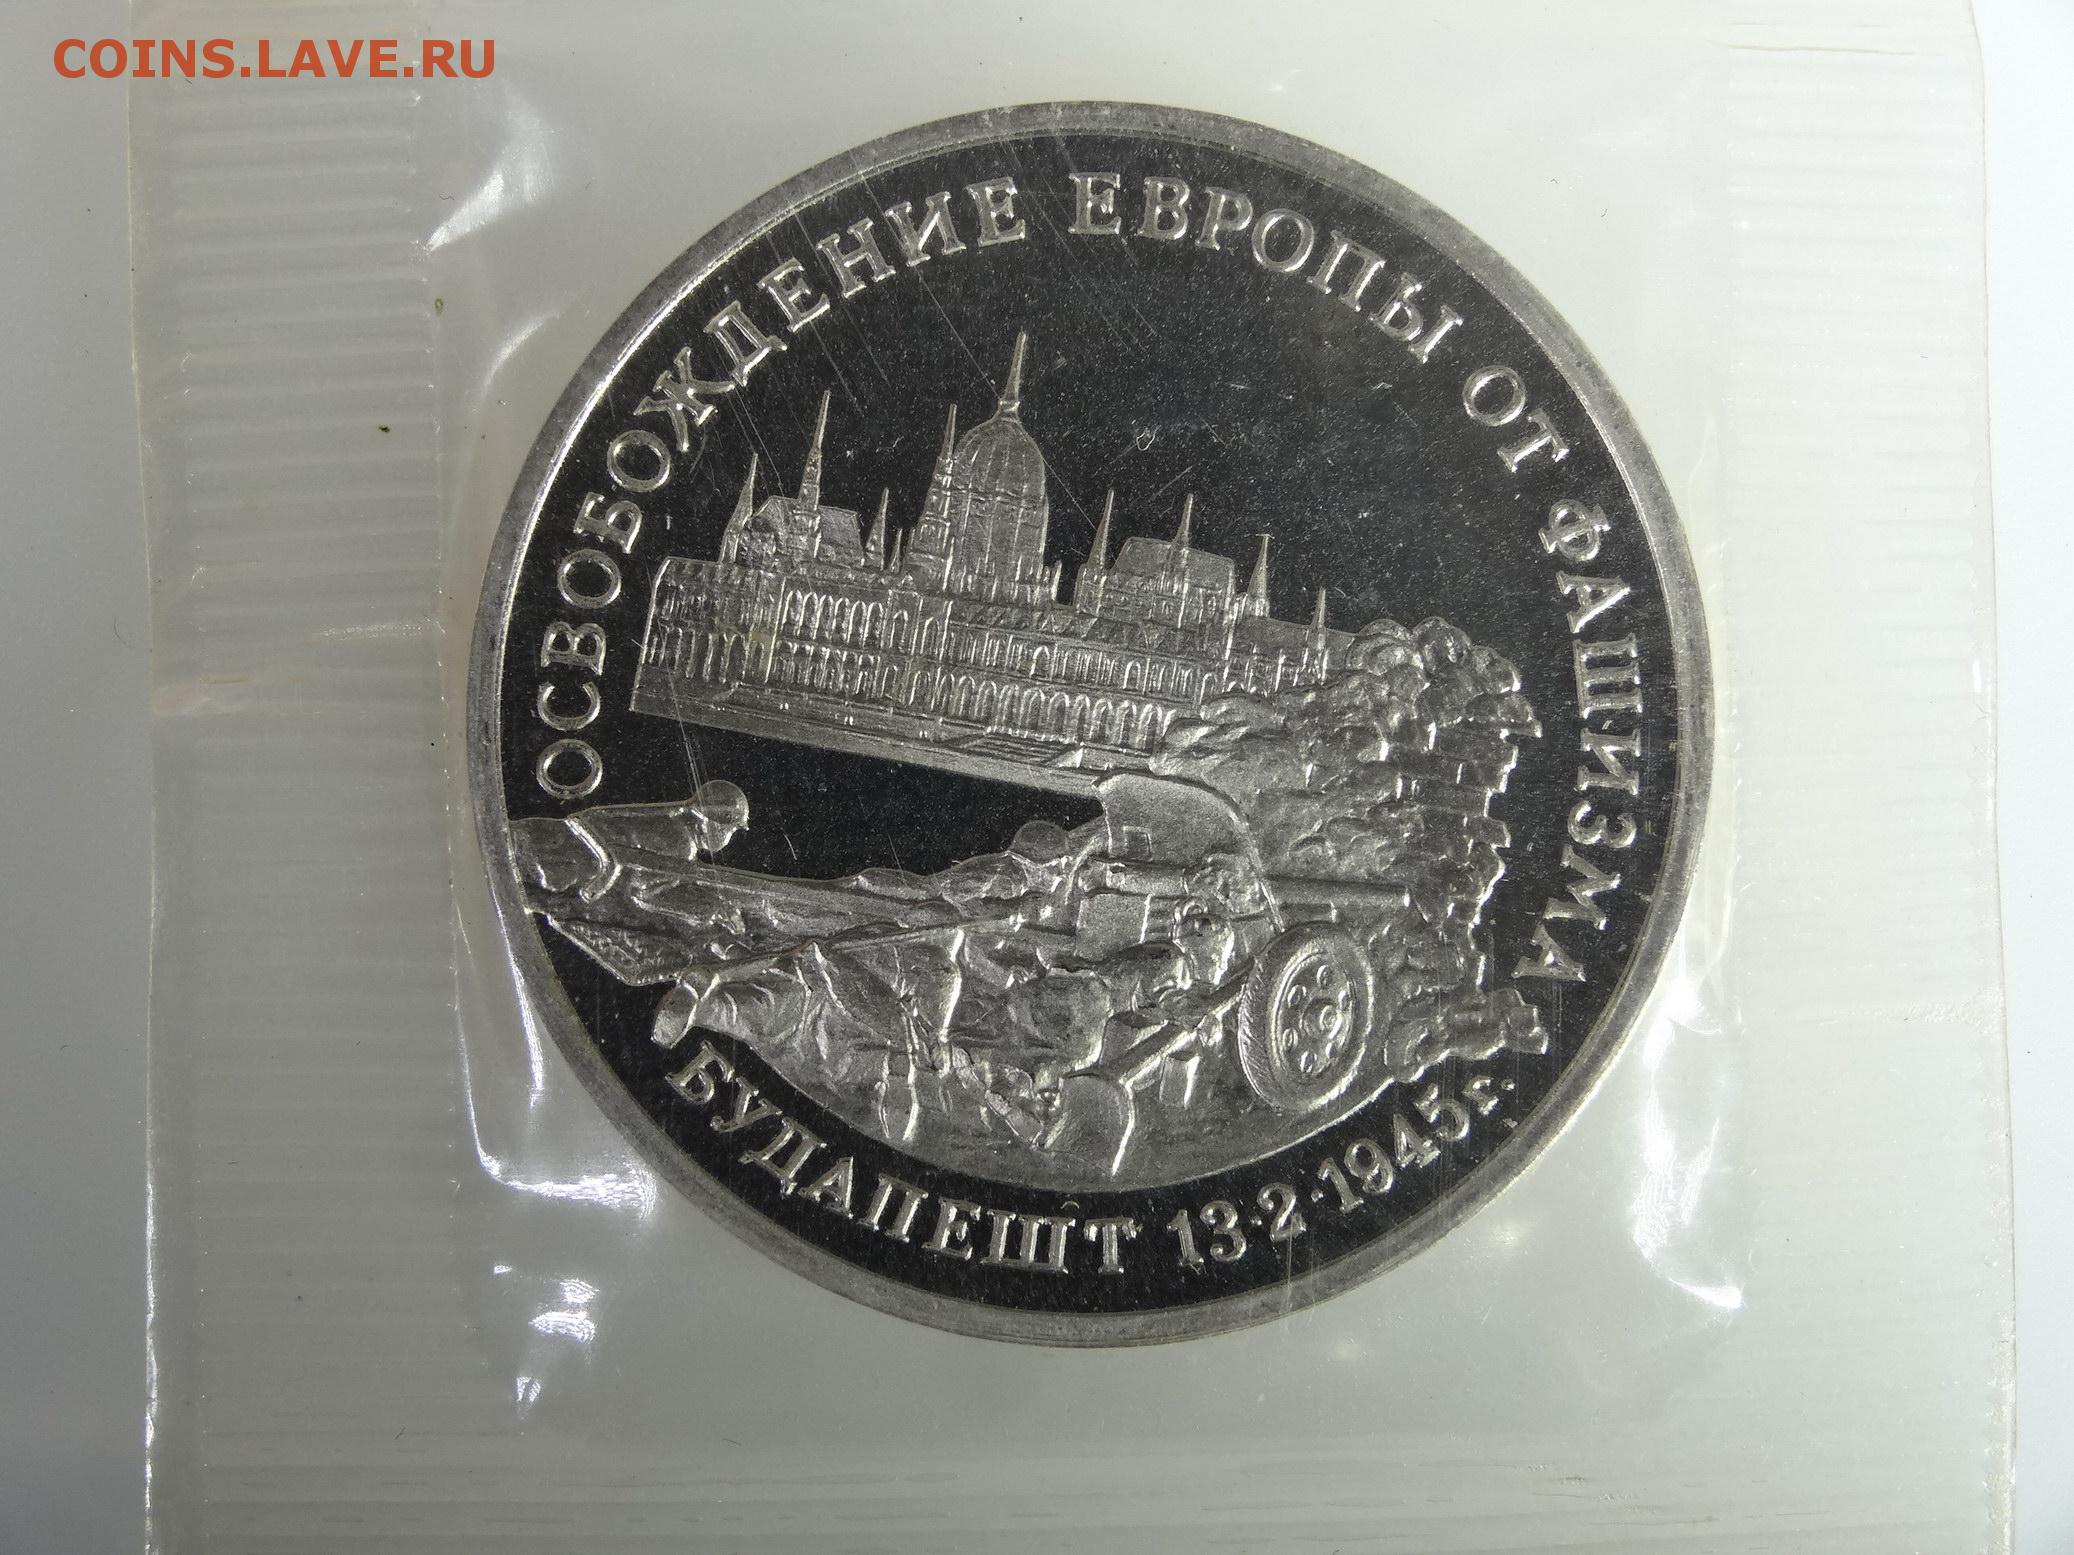 COINS.LAVE.RU
ОСВОБОЖДЕНИЕ ЕВРОПЫ ОТ ФАШИЗМА
БУДАПЕШТ 13·2·1945г.